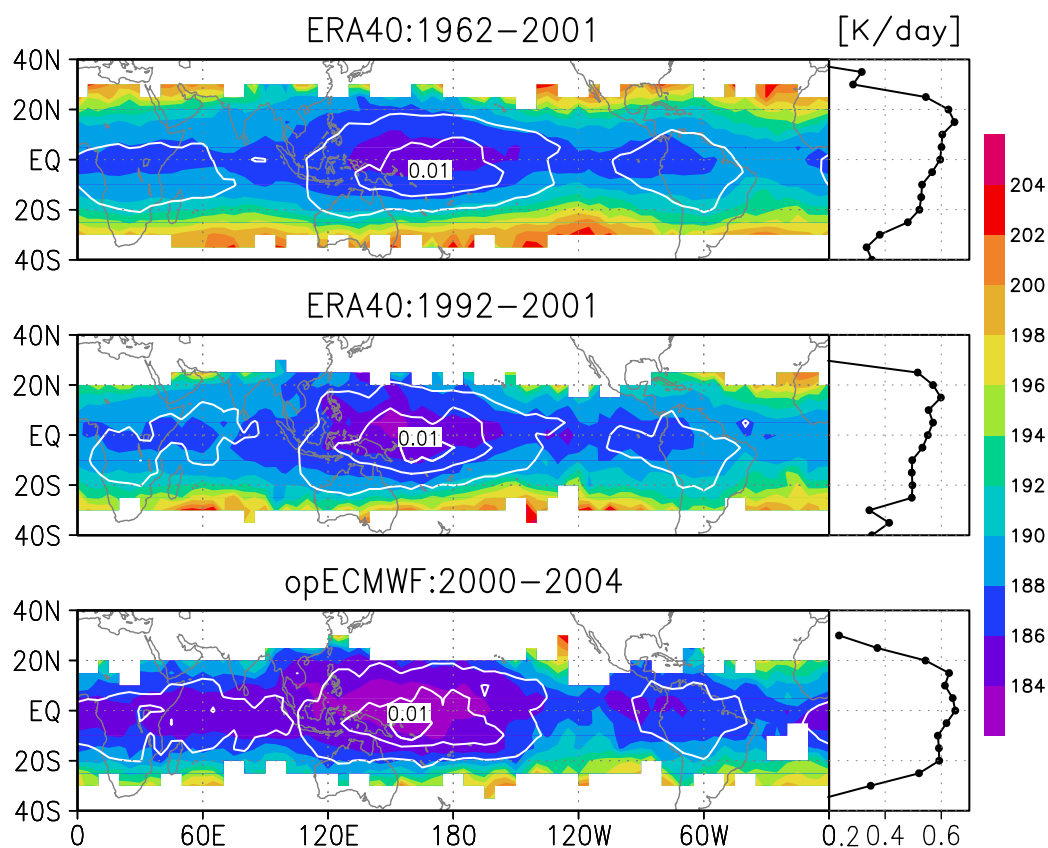 ERA40:1962−2001 [K/day]
40N
20N
EQ
0.01
20S
40S
204
202
200
198
196
194
192
190
188
186
184
ERA40:1992−2001
40N
20N
EQ
0.01
20S
40S
opECMWF:2000−2004
40N
20N
EQ
0.01
20S
40S
0 60E 120E 180 120W 60W 0.2 0.4 0.6